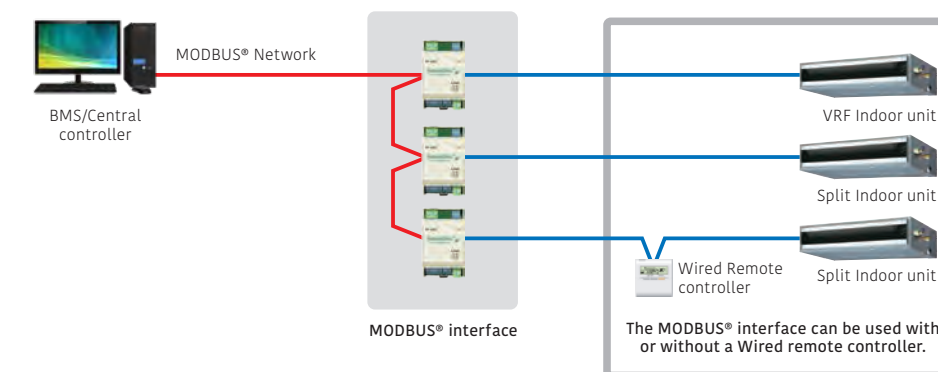 MODBUS® Network
BMS/Central
controller
VRF Indoor unit
Split Indoor unit
Wired Remote
controller
Split Indoor unit
MODBUS® interface
The MODBUS® interface can be used with
or without a Wired remote controller.